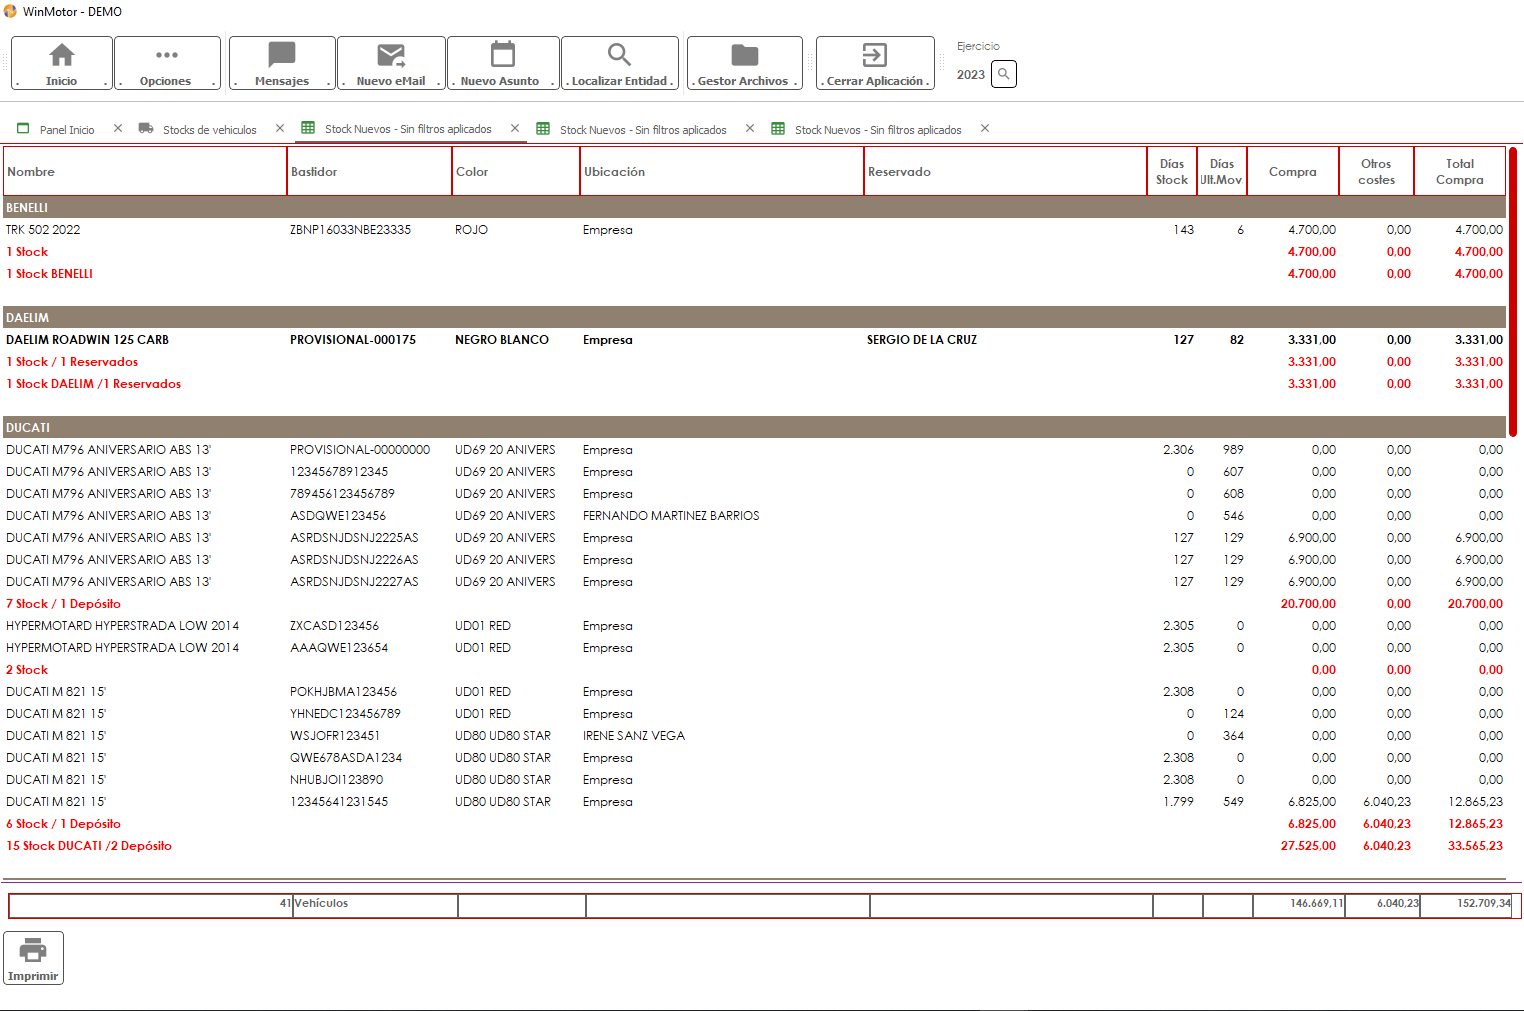 WinMotor - DEMO
. Inicio .
. Opciones .
. Mensajes .
. Nuevo eMail .
. Nuevo Asunto .
. Localizar Entidad .
. Gestor Archivos .
. Cerrar Aplicación .
Ejercicio
2023
Panel Inicio
Stocks de vehiculos
Stock Nuevos - Sin filtros aplicados
Stock Nuevos - Sin filtros aplicados
Stock Nuevos - Sin filtros aplicados
Nombre Bastidor Color Ubicación Reservado Días Stock Días Ult.Mov. Compra Otros costes Total Compra
BENELLI
TRK 502 2022 ZBNP16033NBE23335 ROJO Empresa 143 6 4.700,00 0,00 4.700,00
1 Stock 4.700,00 0,00 4.700,00
1 Stock BENELLI 4.700,00 0,00 4.700,00
DAELIM
DAELIM ROADWIN 125 CARB PROVISIONAL-000175 NEGRO BLANCO Empresa SERGIO DE LA CRUZ 127 82 3.331,00 0,00 3.331,00
1 Stock / 1 Reservados 3.331,00 0,00 3.331,00
1 Stock DAELIM /1 Reservados 3.331,00 0,00 3.331,00
DUCATI
DUCATI M796 ANIVERSARIO ABS 13' PROVISIONAL-00000000 UD69 20 ANIVERS Empresa 2.306 989 0,00 0,00 0,00
DUCATI M796 ANIVERSARIO ABS 13' 12345678912345 UD69 20 ANIVERS Empresa 0 607 0,00 0,00 0,00
DUCATI M796 ANIVERSARIO ABS 13' 789456123456789 UD69 20 ANIVERS Empresa 0 608 0,00 0,00 0,00
DUCATI M796 ANIVERSARIO ABS 13' ASDQWE123456 UD69 20 ANIVERS FERNANDO MARTINEZ BARRIOS 0 546 0,00 0,00 0,00
DUCATI M796 ANIVERSARIO ABS 13' ASRDSNJDSNJ2225AS UD69 20 ANIVERS Empresa 127 129 6.900,00 0,00 6.900,00
DUCATI M796 ANIVERSARIO ABS 13' ASRDSNJDSNJ2226AS UD69 20 ANIVERS Empresa 127 129 6.900,00 0,00 6.900,00
DUCATI M796 ANIVERSARIO ABS 13' ASRDSNJDSNJ2227AS UD69 20 ANIVERS Empresa 127 129 6.900,00 0,00 6.900,00
7 Stock / 1 Depósito 20.700,00 0,00 20.700,00
HYPERMOTARD HYPERSTRADA LOW 2014 ZXCASD123456 UD01 RED Empresa 2.305 0 0,00 0,00 0,00
HYPERMOTARD HYPERSTRADA LOW 2014 AAAQWE123654 UD01 RED Empresa 2.305 0 0,00 0,00 0,00
2 Stock 0,00 0,00 0,00
DUCATI M 821 15' POKHJBMA123456 UD01 RED Empresa 2.308 0 0,00 0,00 0,00
DUCATI M 821 15' YHNEDC123456789 UD01 RED Empresa 0 124 0,00 0,00 0,00
DUCATI M 821 15' WSJOFR123451 UD80 UD80 STAR IRENE SANZ VEGA 0 364 0,00 0,00 0,00
DUCATI M 821 15' QWE678ASDA1234 UD80 UD80 STAR Empresa 2.308 0 0,00 0,00 0,00
DUCATI M 821 15' NHUBJOI123890 UD80 UD80 STAR Empresa 2.308 0 0,00 0,00 0,00
DUCATI M 821 15' 12345641231545 UD80 UD80 STAR Empresa 1.799 549 6.825,00 6.040,23 12.865,23
6 Stock / 1 Depósito 6.825,00 6.040,23 12.865,23
15 Stock DUCATI /2 Depósito 27.525,00 6.040,23 33.565,23
41 Vehículos 146.669,11 6.040,23 152.709,34
Imprimir